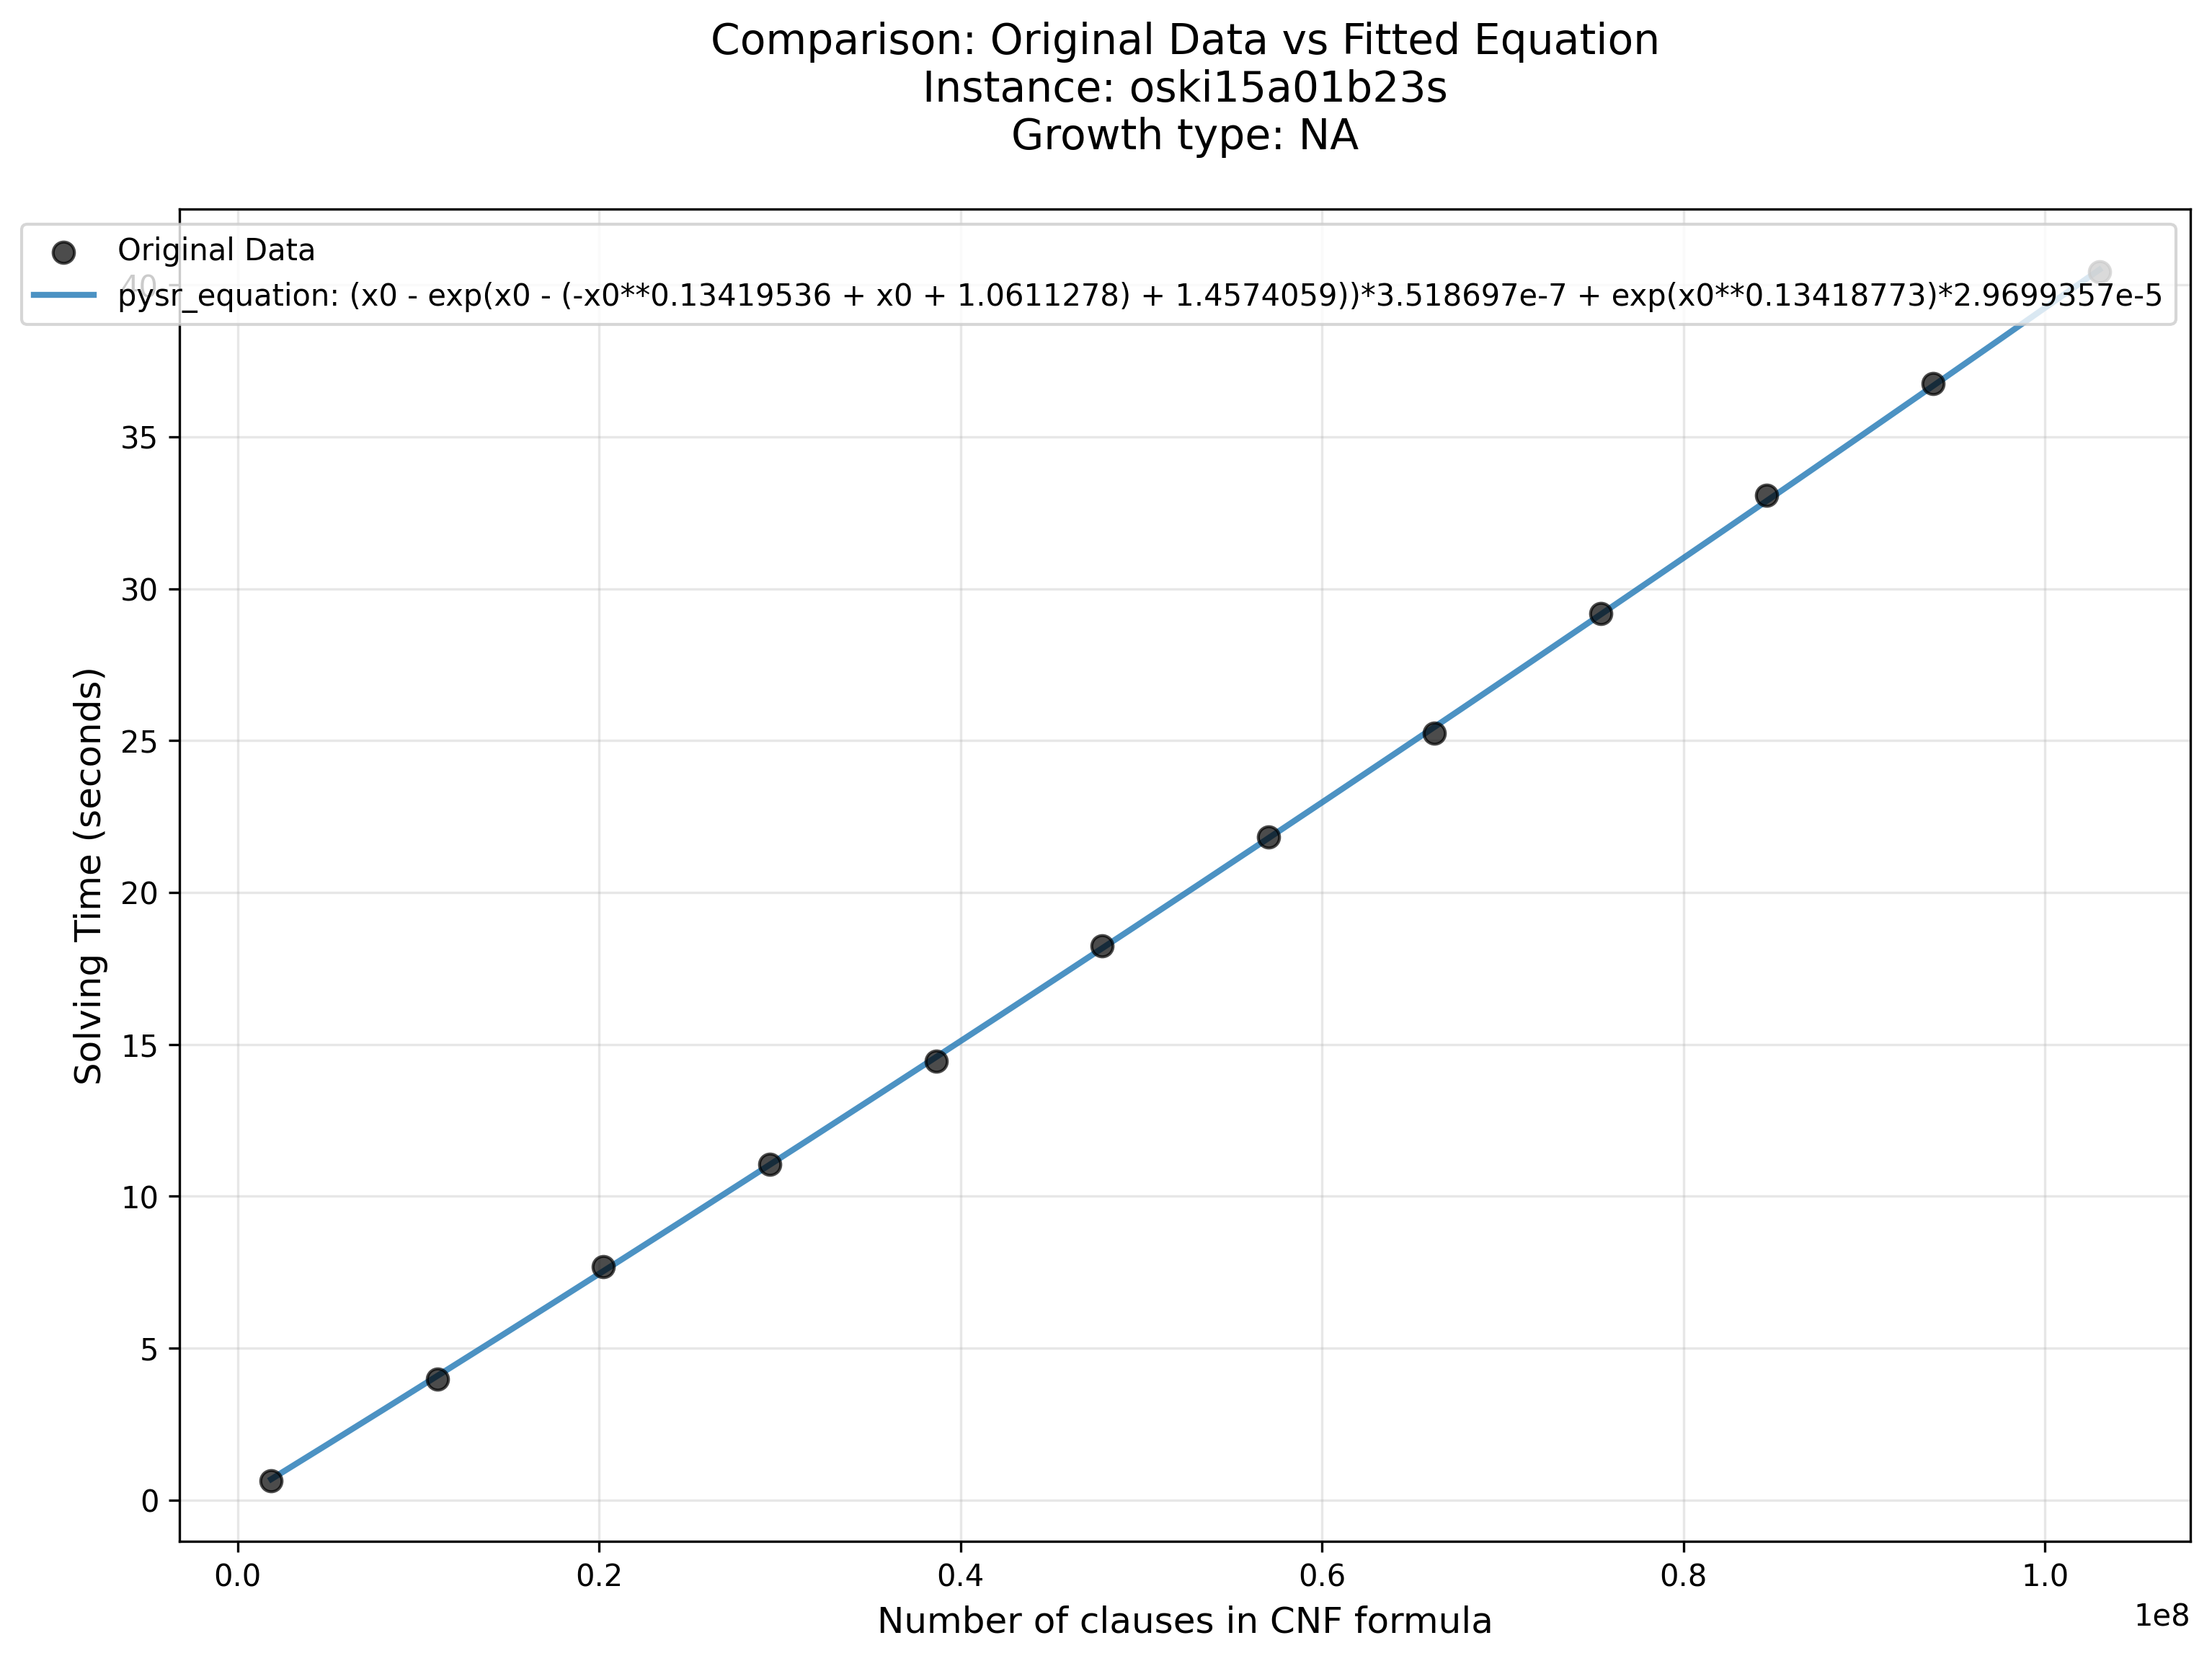 Comparison: Original Data vs Fitted Equation
Instance: oski15a01b23s
Growth type: NA
Original Data
pysr_equation: (x0 - exp(x0 - (-x0**0.13419536 + x0 + 1.0611278) + 1.4574059))*3.518697e-7 + exp(x0**0.13418773)*2.9699357e-5
40
35
30
25
20
15
10
5
0
Solving Time (seconds)
0.0 0.2 0.4 0.6 0.8 1.0
1e8
Number of clauses in CNF formula